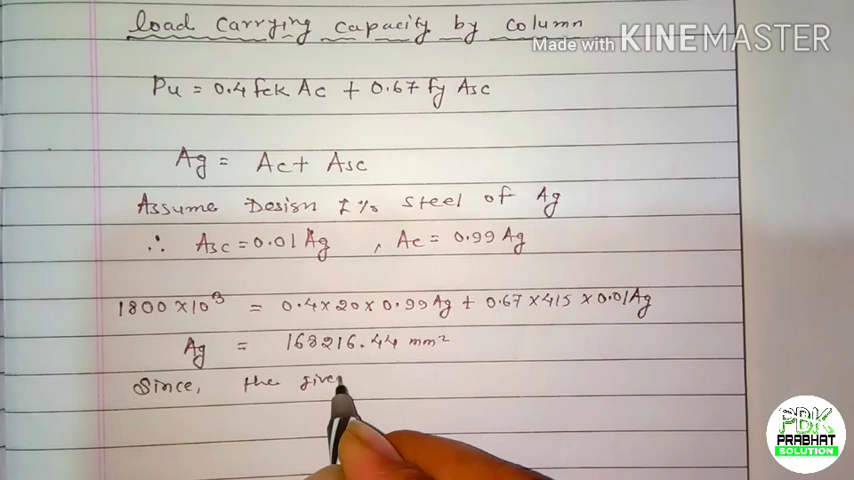 Load carrying capacity by column
Made with KINEMASTER
Pu = 0.4 fck Ac + 0.67 fy Asc
Ag = Ac + Asc
Assume Design 1% steel of Ag
∴ Asc = 0.01 Ag , Ac = 0.99 Ag
1800 × 10³ = 0.4 × 20 × 0.99 Ag + 0.67 × 415 × 0.01 Ag
Ag = 168216.44 mm²
Since, the give
PBK
PRABHAT
SOLUTION